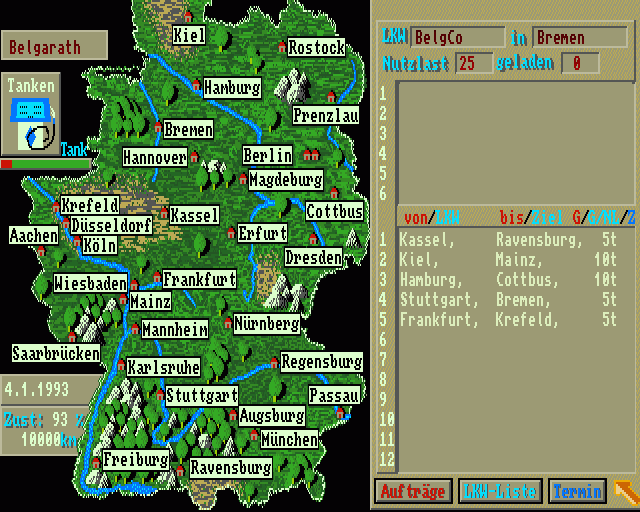 Belgarath
Tanken
Tank
Kiel
Rostock
Hamburg
Prenzlau
Bremen
Hannover
Berlin
Magdeburg
Krefeld
Kassel
Cottbus
Düsseldorf
Aachen
Köln
Erfurt
Dresden
Wiesbaden
Frankfurt
Mainz
Mannheim
Nürnberg
Saarbrücken
Karlsruhe
Regensburg
Stuttgart
Passau
Augsburg
München
Freiburg
Ravensburg
4.1.1993
Zust: 93 %
10000km
LKW BelgCo in Bremen
Nutzlast 25 geladen 0
1
2
3
4
5
6
von/LKW bis/Ziel G/G/NL/Z
1 Kassel, Ravensburg, 5t
2 Kiel, Mainz, 10t
3 Hamburg, Cottbus, 10t
4 Stuttgart, Bremen, 5t
5 Frankfurt, Krefeld, 5t
6
7
8
9
10
11
12
Aufträge LKW-Liste Termin